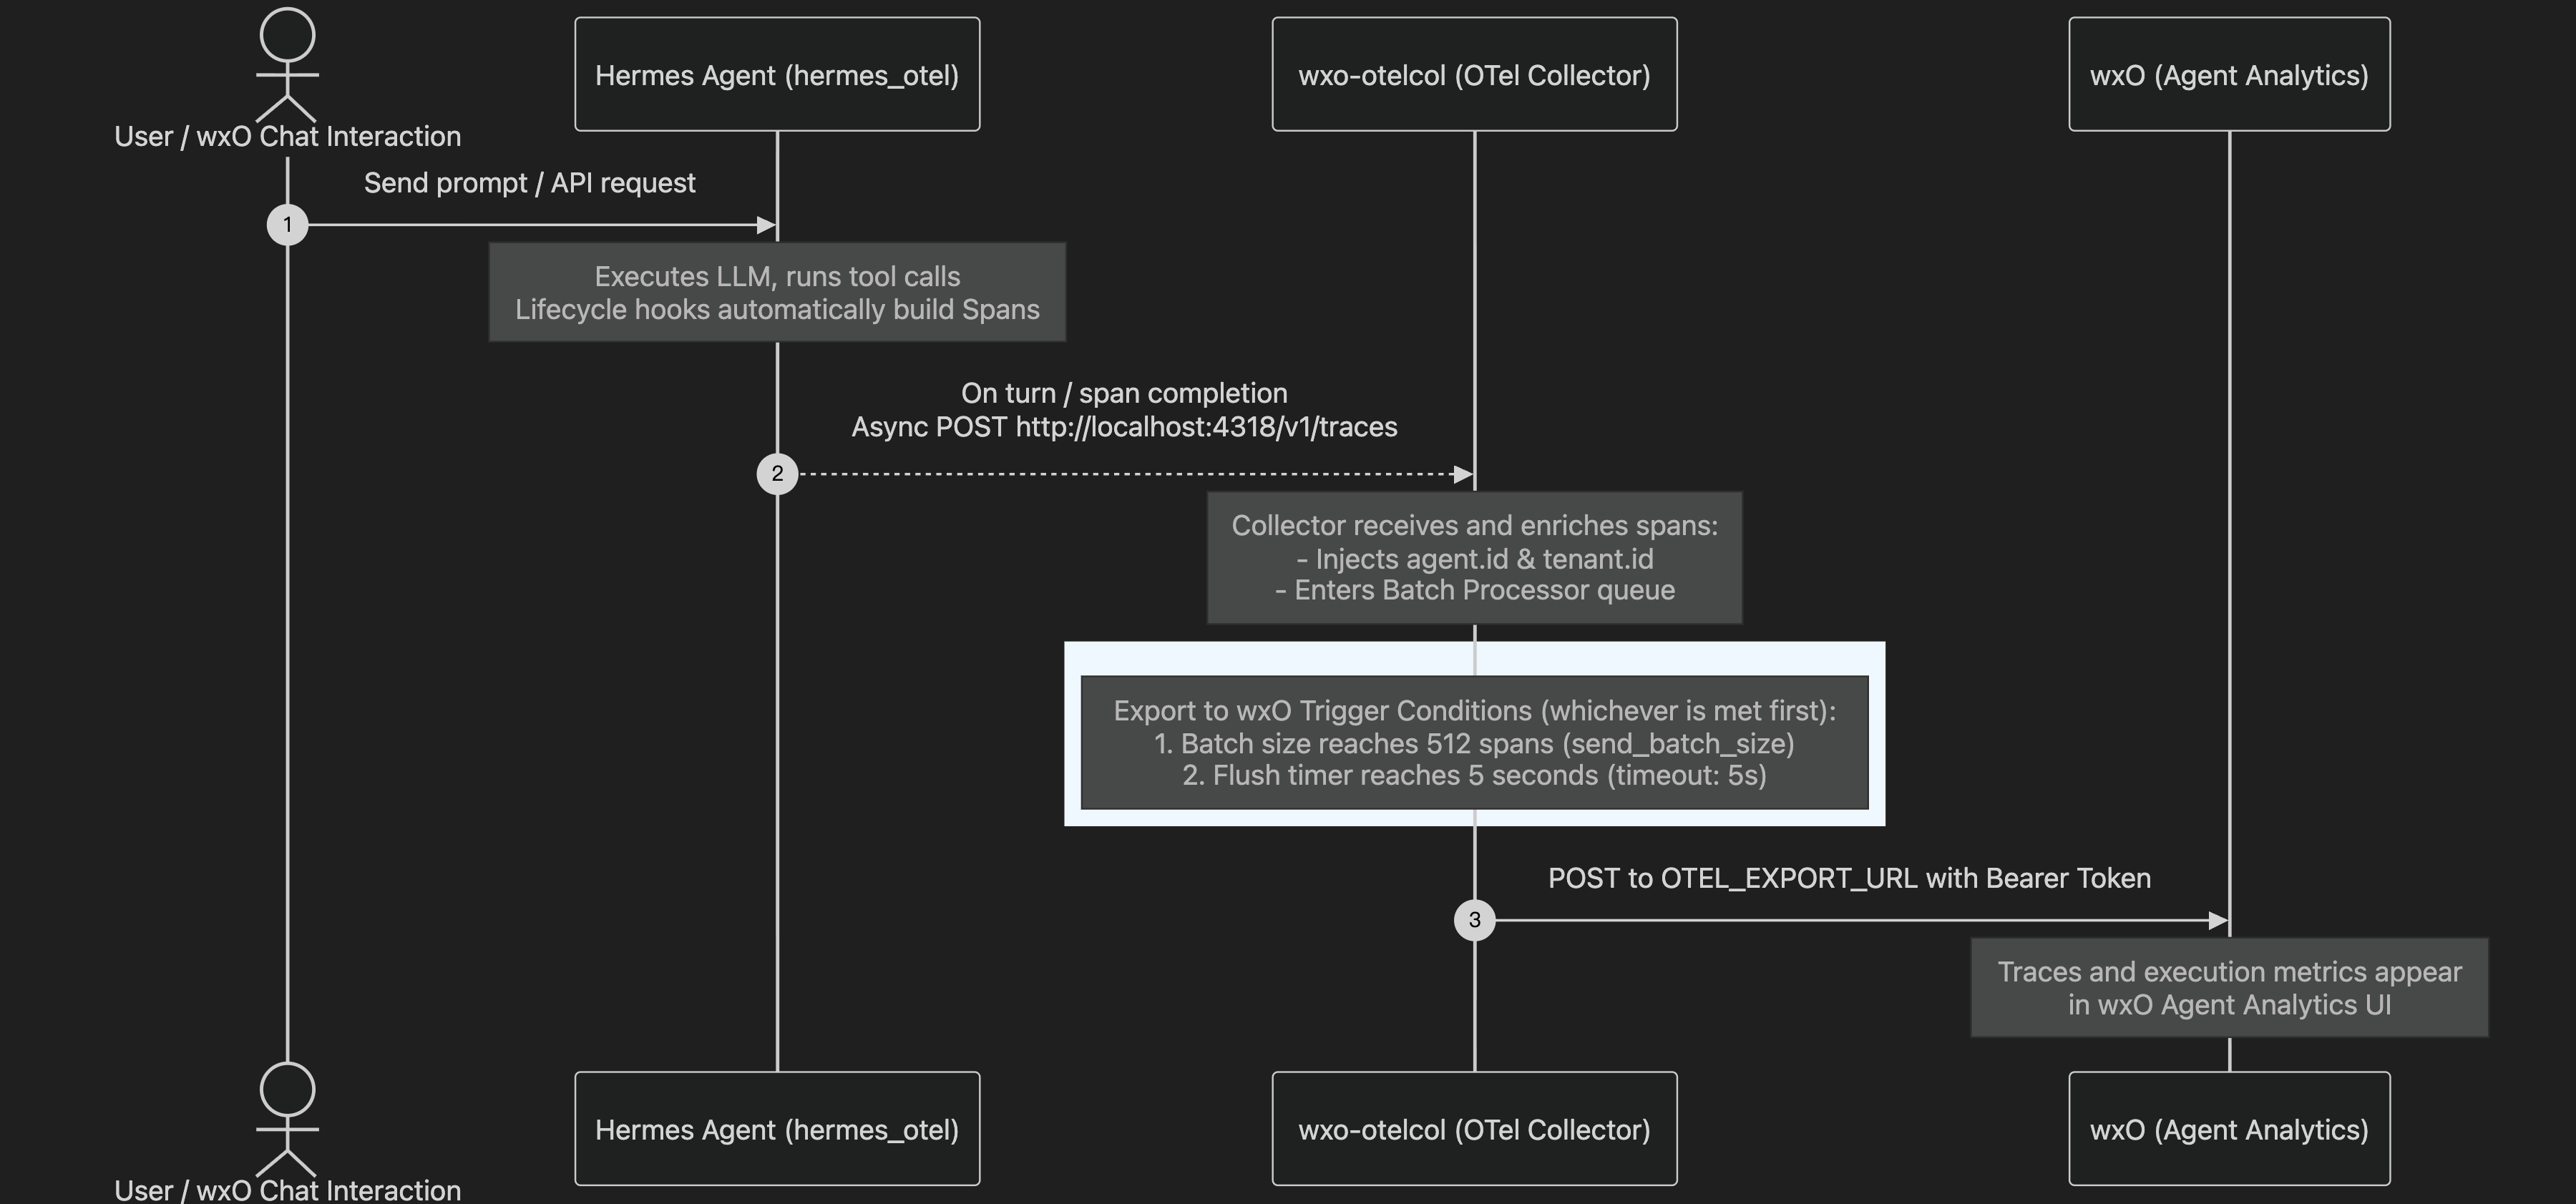 Hermes Agent (hermes_otel)
wxo-otelcol (OTel Collector)
wxO (Agent Analytics)
User / wxO Chat Interaction
Send prompt / API request
1
Executes LLM, runs tool calls
Lifecycle hooks automatically build Spans
On turn / span completion
Async POST http://localhost:4318/v1/traces
2
Collector receives and enriches spans:
- Injects agent.id & tenant.id
- Enters Batch Processor queue
Export to wxO Trigger Conditions (whichever is met first):
1. Batch size reaches 512 spans (send_batch_size)
2. Flush timer reaches 5 seconds (timeout: 5s)
POST to OTEL_EXPORT_URL with Bearer Token
3
Traces and execution metrics appear
in wxO Agent Analytics UI
Hermes Agent (hermes_otel)
wxo-otelcol (OTel Collector)
wxO (Agent Analytics)
User / wxO Chat Interaction